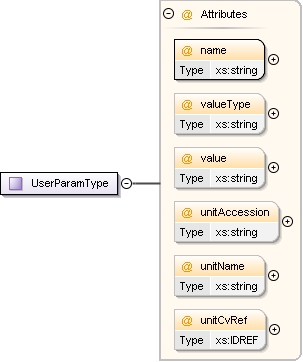 @ Attributes
@ name
Type xs:string
@ valueType
Type xs:string
@ value
Type xs:string
UserParamType
@ unitAccession
Type xs:string
@ unitName
Type xs:string
@ unitCvRef
Type xs:IDREF